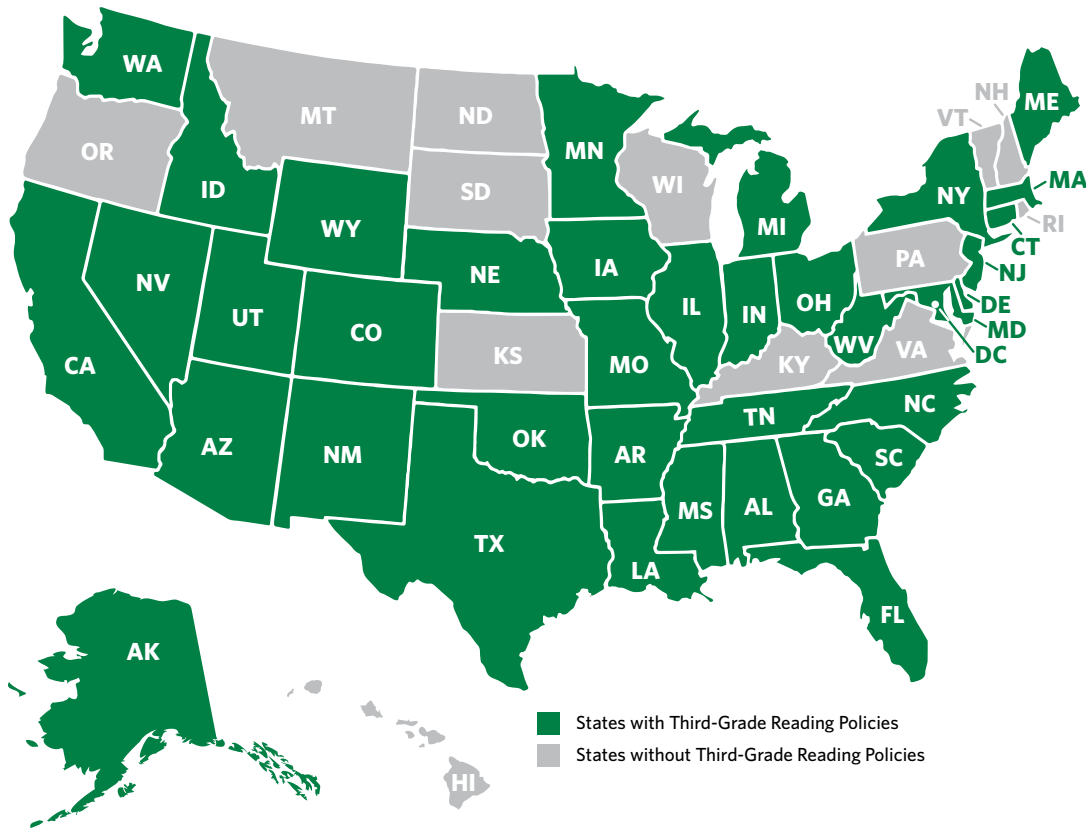 WA
MT
ND
MN
OR
ID
SD
WI
WY
MI
NY
VT
NH
ME
MA
RI
CT
NJ
PA
DE
MD
DC
NV
UT
CO
NE
IA
IL
IN
OH
WV
VA
KY
KS
MO
CA
AZ
NM
OK
AR
TN
NC
SC
MS
AL
GA
TX
LA
FL
AK
HI
States with Third-Grade Reading Policies
States without Third-Grade Reading Policies